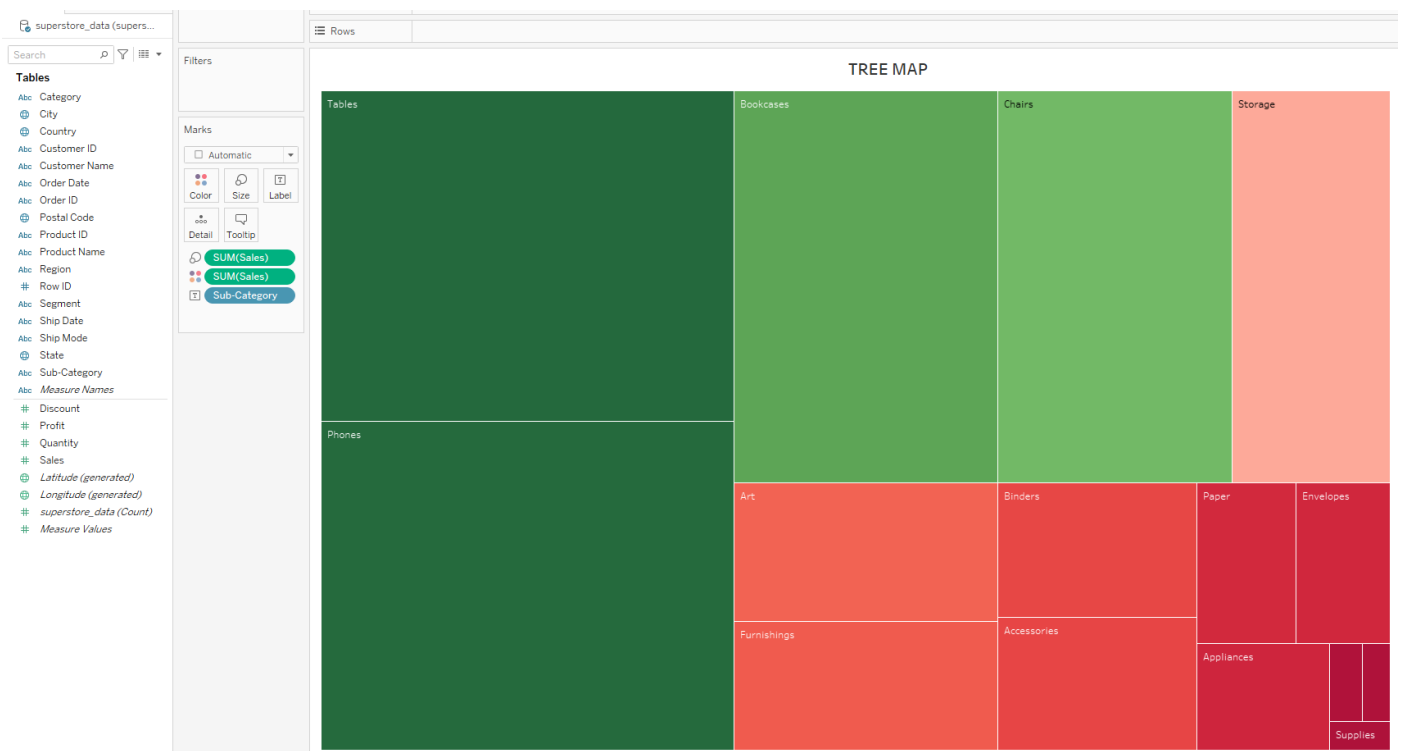 superstore_data (supers...
Search
Tables
Abc Category
City
Country
Abc Customer ID
Abc Customer Name
Abc Order Date
Abc Order ID
Postal Code
Abc Product ID
Abc Product Name
Abc Region
# Row ID
Abc Segment
Abc Ship Date
Abc Ship Mode
State
Abc Sub-Category
Abc Measure Names
# Discount
# Profit
# Quantity
# Sales
Latitude (generated)
Longitude (generated)
# superstore_data (Count)
# Measure Values
Filters
Marks
Automatic
Color Size Label
Detail Tooltip
SUM(Sales)
SUM(Sales)
Sub-Category
Rows
TREE MAP
Tables
Bookcases
Chairs
Storage
Phones
Art
Binders
Paper
Envelopes
Furnishings
Accessories
Appliances
Supplies